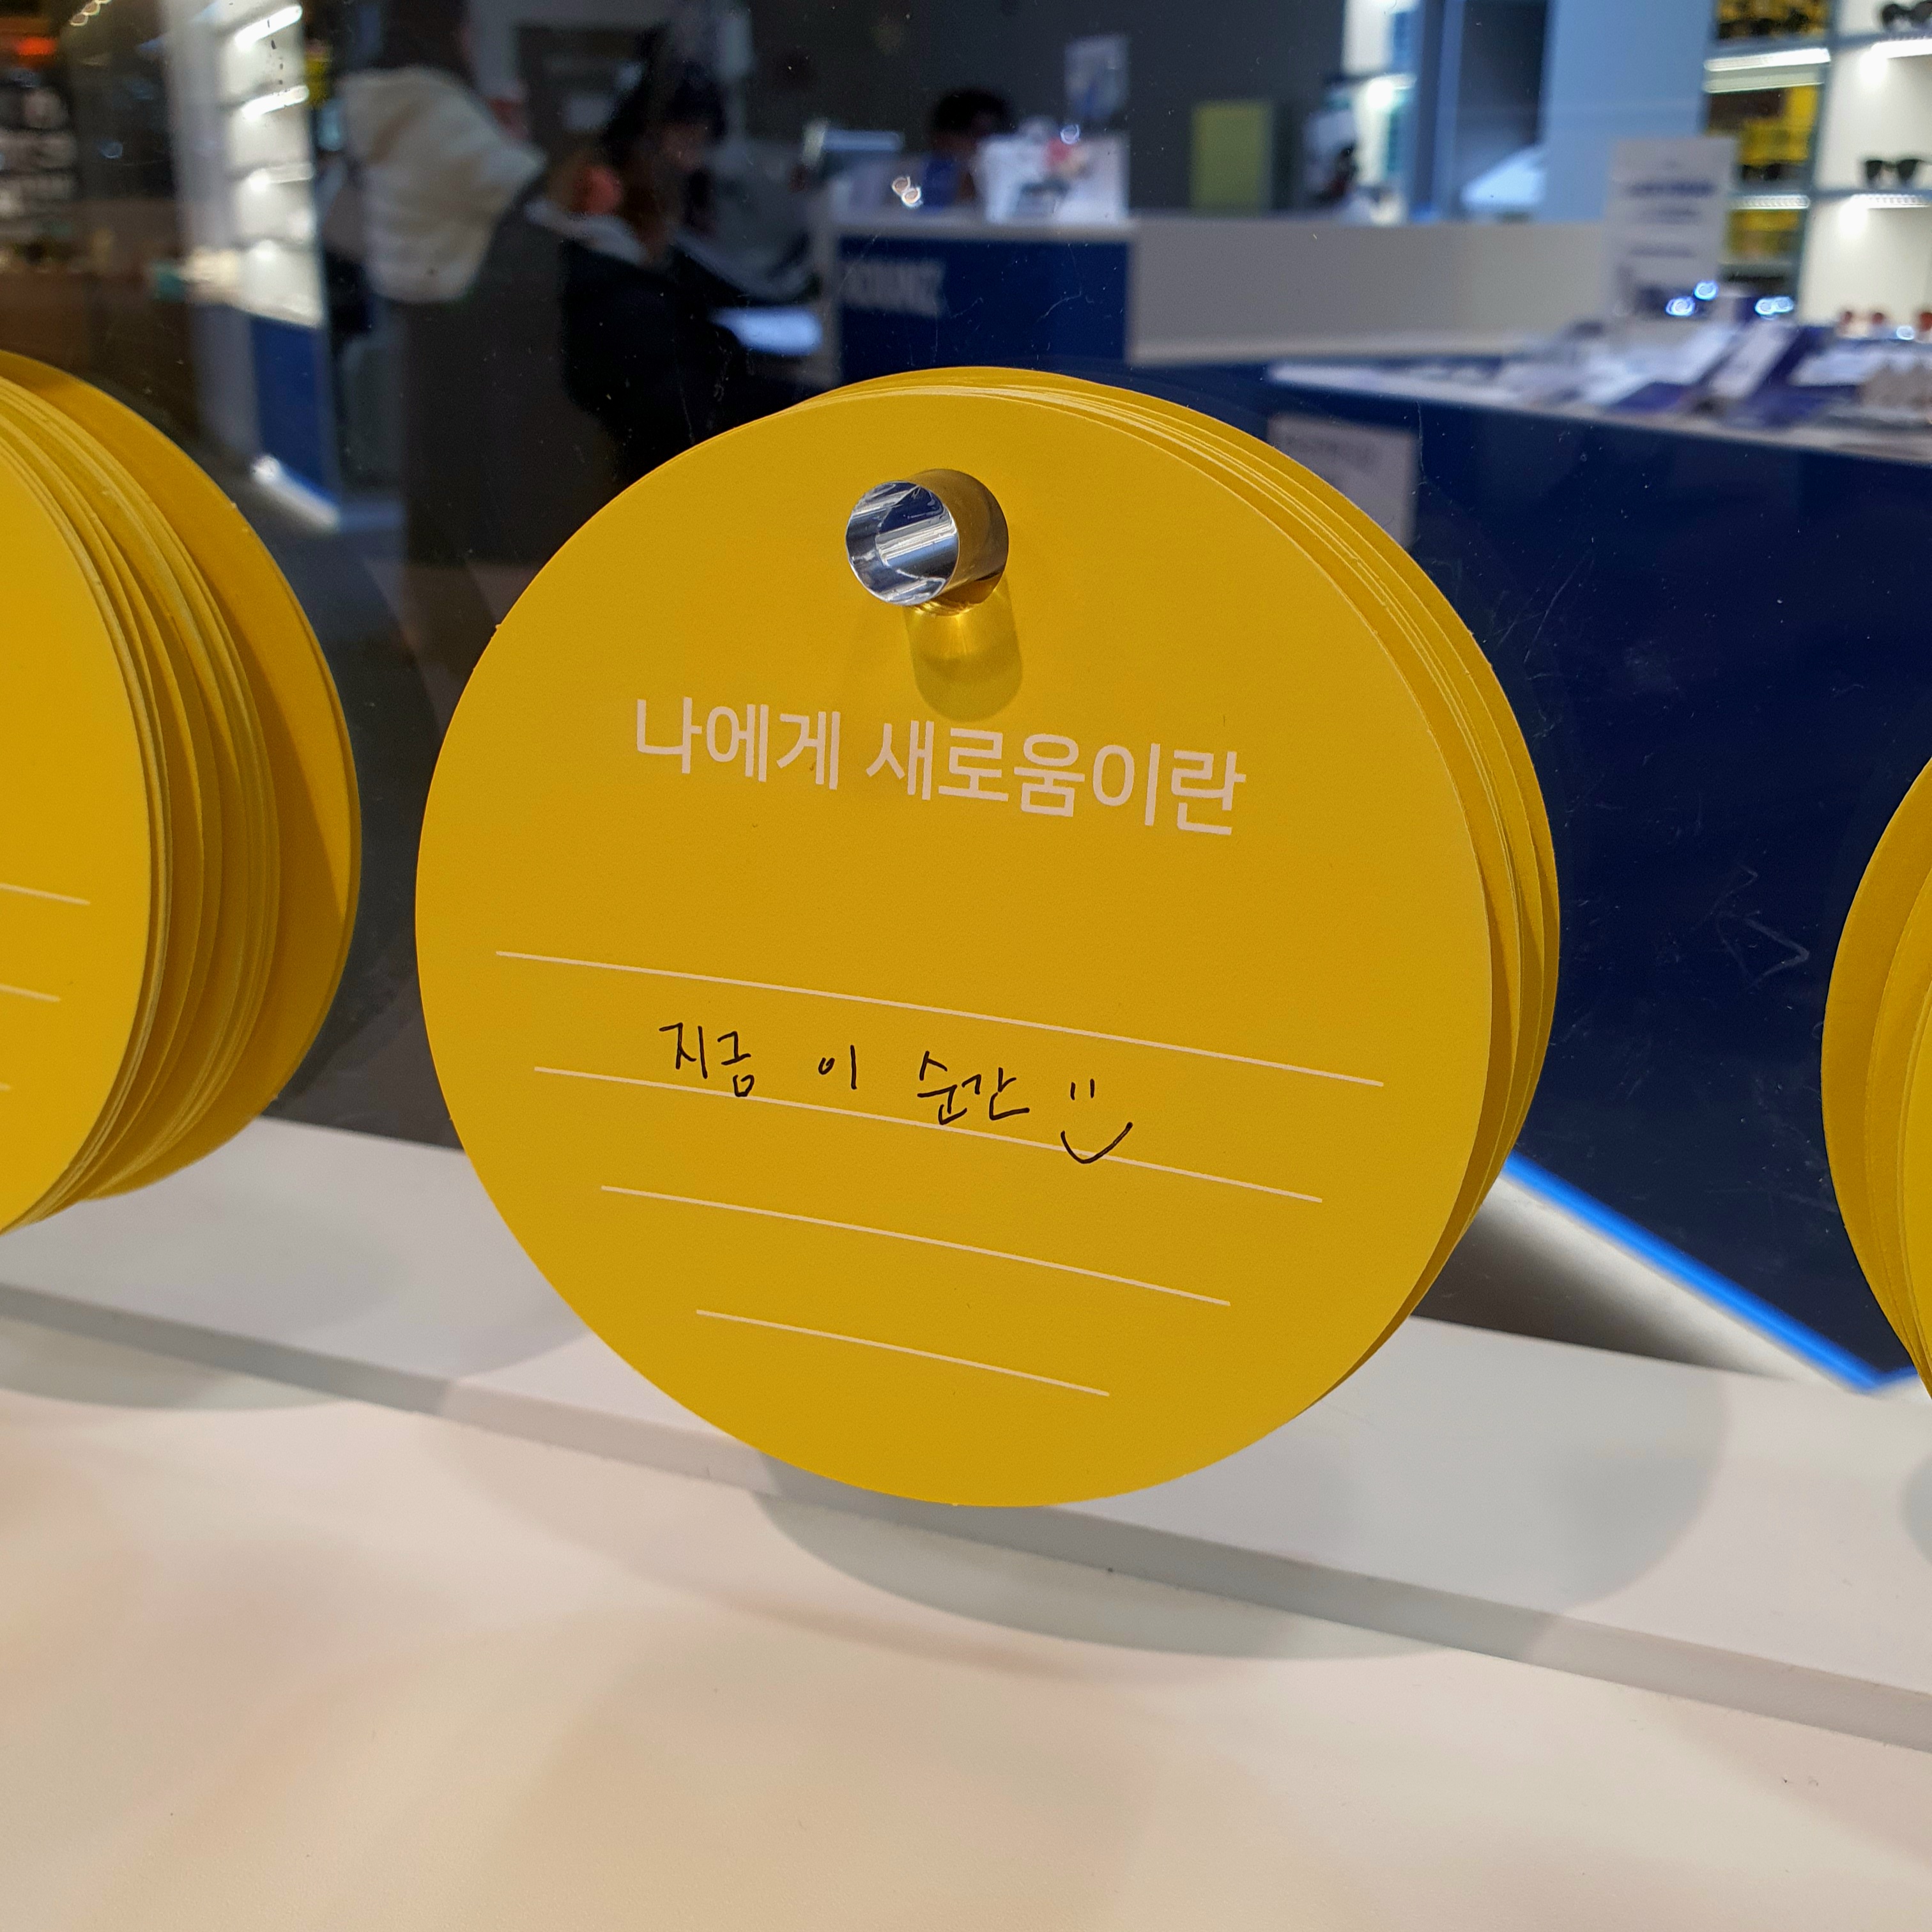 나에게 새로움이란
지금 이 순간